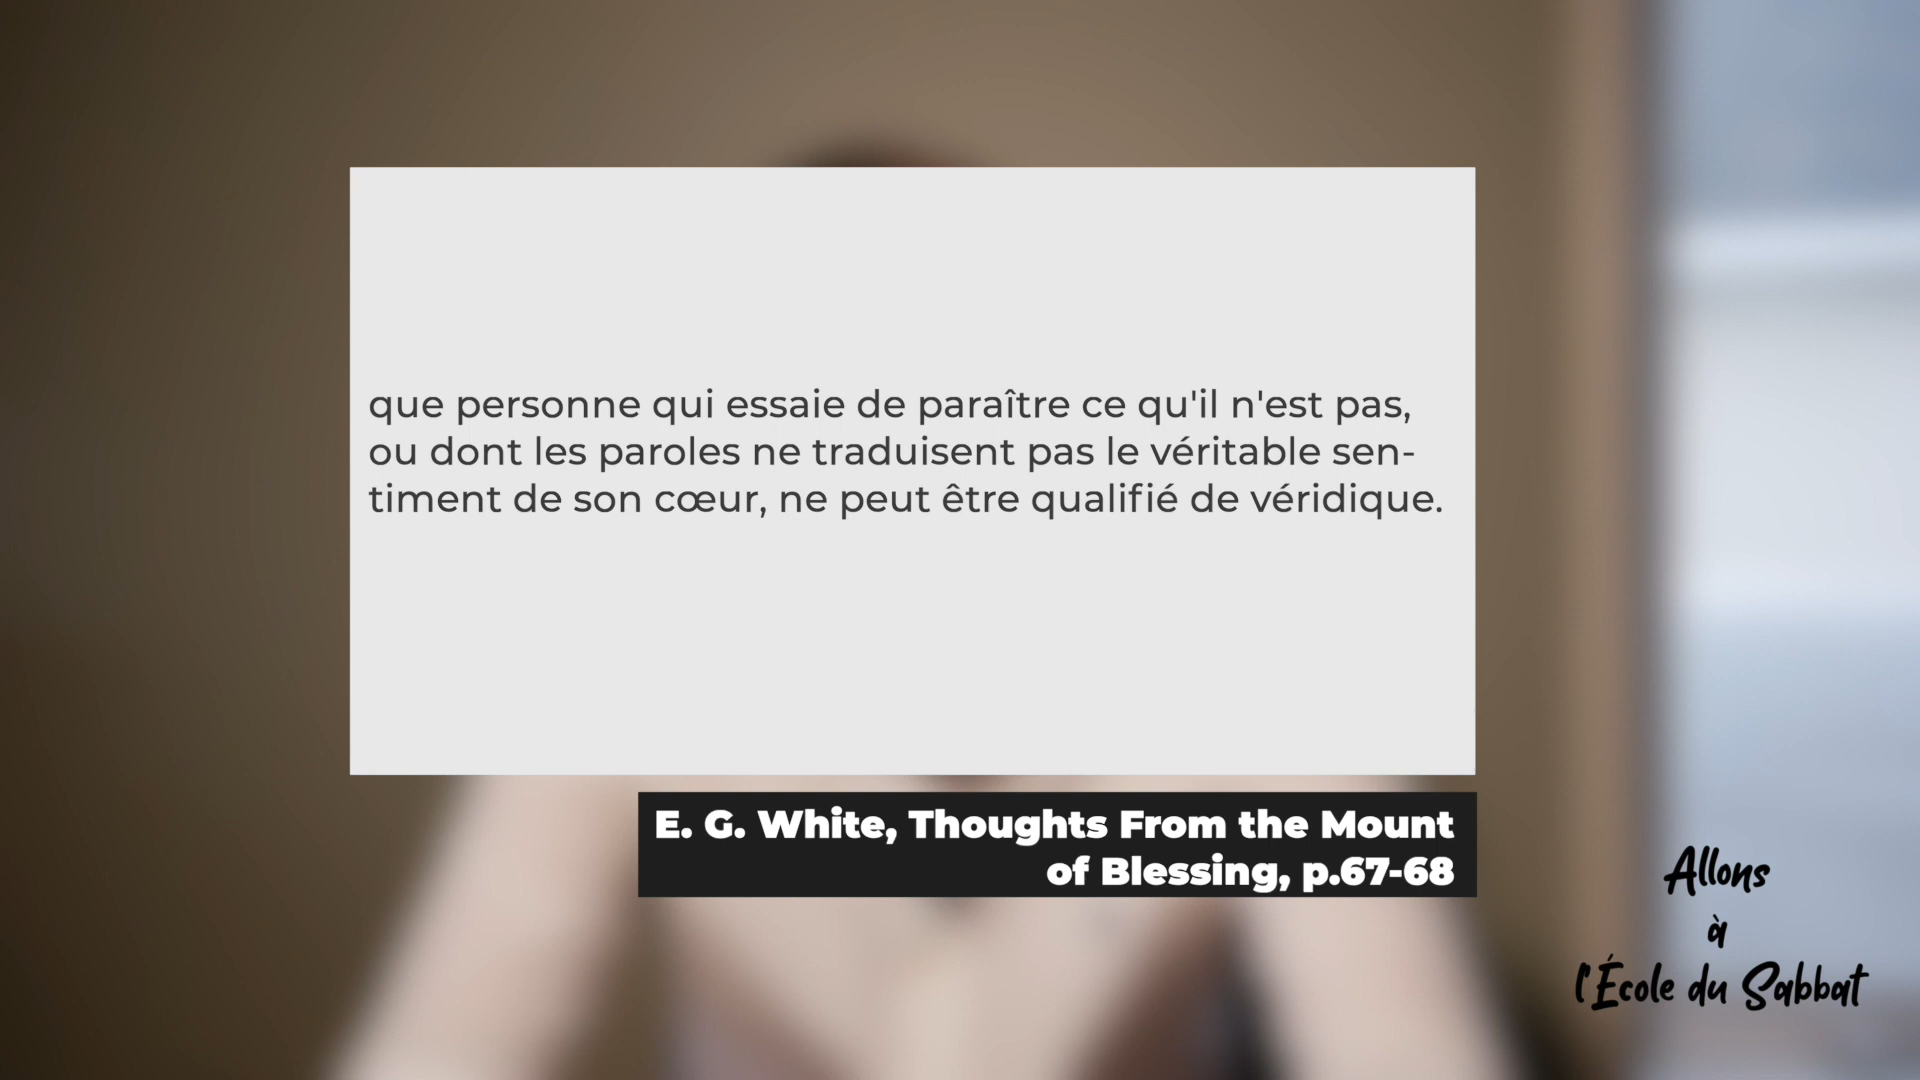 que personne qui essaie de paraître ce qu'il n'est pas,
ou dont les paroles ne traduisent pas le véritable sen-
timent de son cœur, ne peut être qualifié de véridique.
E. G. White, Thoughts From the Mount
of Blessing, p.67-68
Allons
à
l'École du Sabbat